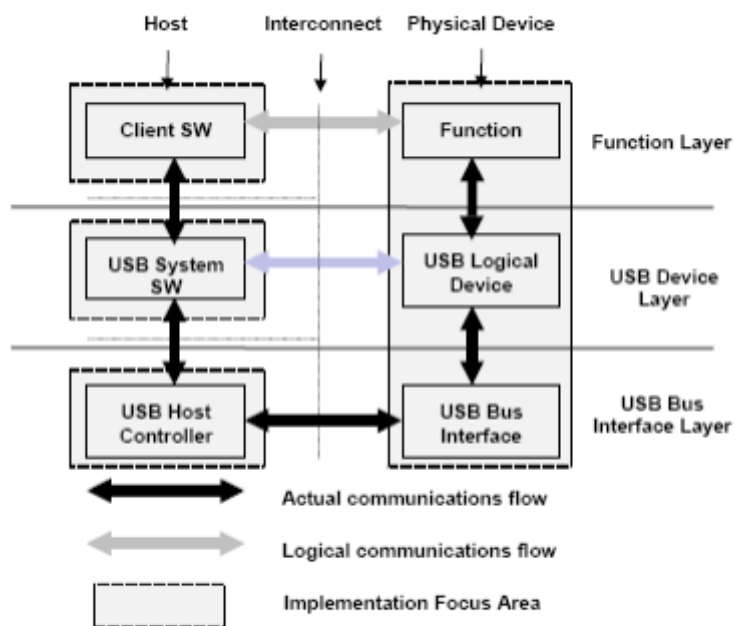 Host
Interconnect
Physical Device
Client SW
Function
Function Layer
USB System
SW
USB Logical
Device
USB Device
Layer
USB Host
Controller
USB Bus
Interface
USB Bus
Interface Layer
Actual communications flow
Logical communications flow
Implementation Focus Area